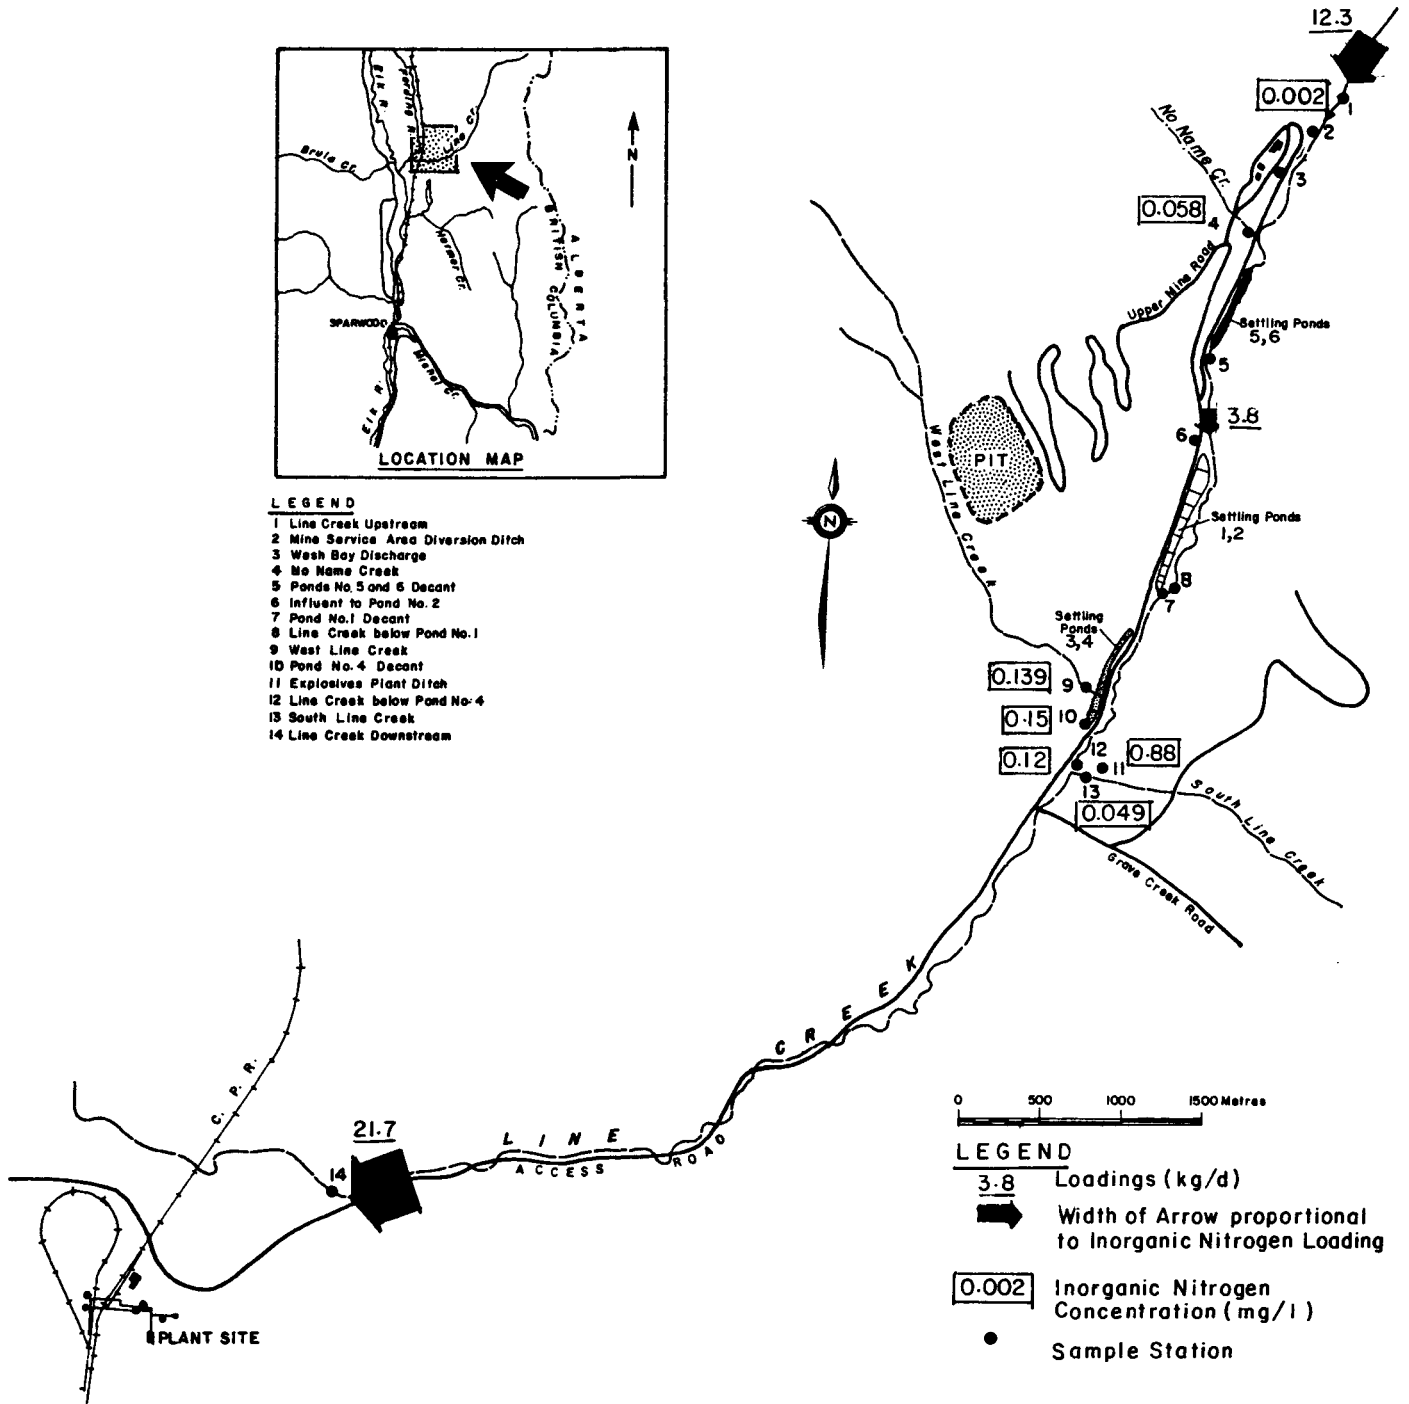 12.3
0.002
1
2
3
No Name Cr.
0.058
4
Upper Mine Road
Settling Ponds
5,6
5
3.8
6
Settling Ponds
1,2
8
7
West Line Creek
PIT
N
Settling
Ponds
3,4
0.139
9
0.15
10
12
0.12
0.88
11
13
0.049
South Line Creek
Grave Creek Road
Elk R.
Fording R.
Line Cr.
Brule Cr.
N
Harmer Cr.
BRITISH COLUMBIA
ALBERTA
SPARWOOD
Michel Cr.
Elk R.
LOCATION MAP
LEGEND
1 Line Creek Upstream
2 Mine Service Area Diversion Ditch
3 Wash Bay Discharge
4 No Name Creek
5 Ponds No. 5 and 6 Decant
6 Influent to Pond No. 2
7 Pond No. 1 Decant
8 Line Creek below Pond No. 1
9 West Line Creek
10 Pond No. 4 Decant
11 Explosives Plant Ditch
12 Line Creek below Pond No. 4
13 South Line Creek
14 Line Creek Downstream
C. P. R.
21.7
14
LINE CREEK
ACCESS ROAD
PLANT SITE
0 500 1000 1500 Metres
LEGEND
3.8 Loadings (kg/d)
Width of Arrow proportional
to Inorganic Nitrogen Loading
0.002 Inorganic Nitrogen
Concentration (mg/l)
Sample Station